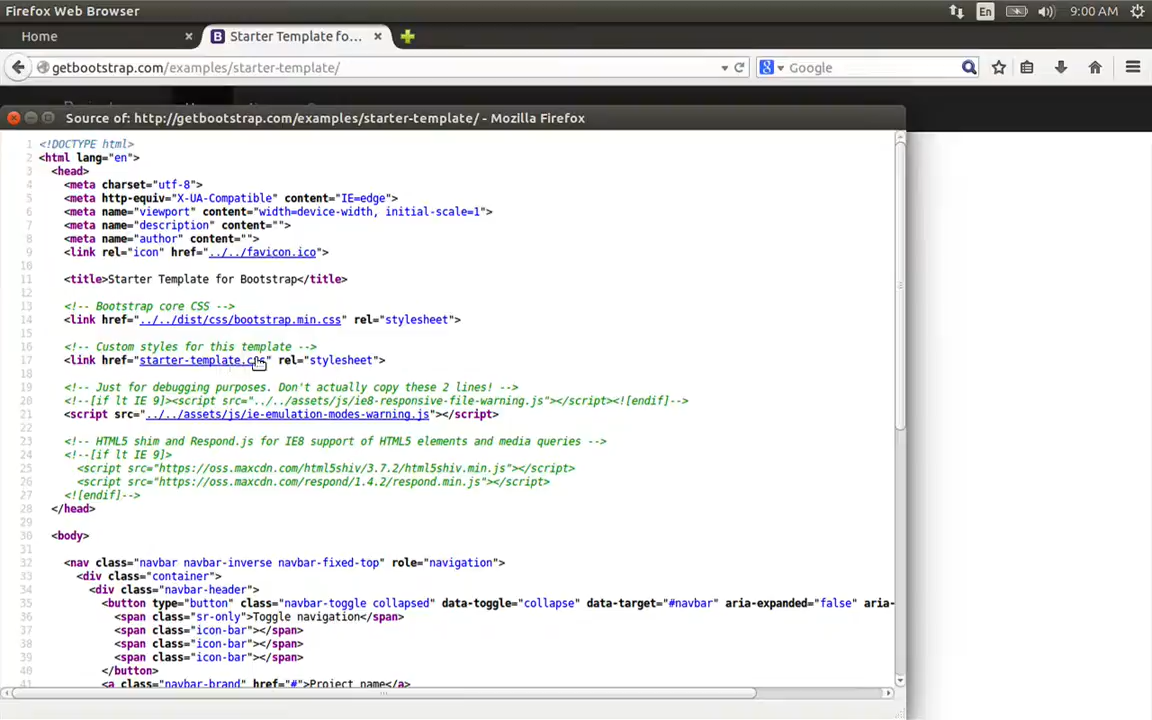 Firefox Web Browser
En
9:00 AM
Home
B Starter Template fo...
getbootstrap.com/examples/starter-template/
Google
Source of: http://getbootstrap.com/examples/starter-template/ - Mozilla Firefox
1 <!DOCTYPE html>
2 <html lang="en">
3 <head>
4 <meta charset="utf-8">
5 <meta http-equiv="X-UA-Compatible" content="IE=edge">
6 <meta name="viewport" content="width=device-width, initial-scale=1">
7 <meta name="description" content="">
8 <meta name="author" content="">
9 <link rel="icon" href="../../favicon.ico">
10
11 <title>Starter Template for Bootstrap</title>
12
13 <!-- Bootstrap core CSS -->
14 <link href="../../dist/css/bootstrap.min.css" rel="stylesheet">
15
16 <!-- Custom styles for this template -->
17 <link href="starter-template.css" rel="stylesheet">
18
19 <!-- Just for debugging purposes. Don't actually copy these 2 lines! -->
20 <!--[if lt IE 9]><script src="../../assets/js/ie8-responsive-file-warning.js"></script><![endif]-->
21 <script src="../../assets/js/ie-emulation-modes-warning.js"></script>
22
23 <!-- HTML5 shim and Respond.js for IE8 support of HTML5 elements and media queries -->
24 <!--[if lt IE 9]>
25 <script src="https://oss.maxcdn.com/html5shiv/3.7.2/html5shiv.min.js"></script>
26 <script src="https://oss.maxcdn.com/respond/1.4.2/respond.min.js"></script>
27 <![endif]-->
28 </head>
29
30 <body>
31
32 <nav class="navbar navbar-inverse navbar-fixed-top" role="navigation">
33 <div class="container">
34 <div class="navbar-header">
35 <button type="button" class="navbar-toggle collapsed" data-toggle="collapse" data-target="#navbar" aria-expanded="false" aria-
36 <span class="sr-only">Toggle navigation</span>
37 <span class="icon-bar"></span>
38 <span class="icon-bar"></span>
39 <span class="icon-bar"></span>
40 </button>
41 <a class="navbar-brand" href="#">Project name</a>